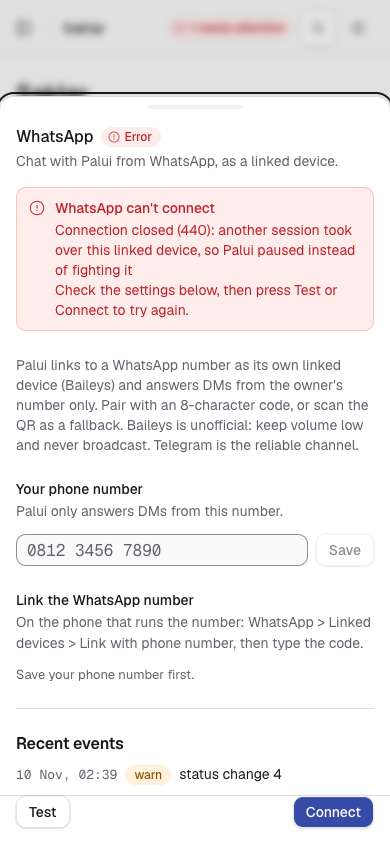 WhatsApp Error
Chat with Palui from WhatsApp, as a linked device.
WhatsApp can't connect
Connection closed (440): another session took
over this linked device, so Palui paused instead
of fighting it
Check the settings below, then press Test or
Connect to try again.
Palui links to a WhatsApp number as its own linked
device (Baileys) and answers DMs from the owner's
number only. Pair with an 8-character code, or scan the
QR as a fallback. Baileys is unofficial: keep volume low
and never broadcast. Telegram is the reliable channel.
Your phone number
Palui only answers DMs from this number.
0812 3456 7890 Save
Link the WhatsApp number
On the phone that runs the number: WhatsApp > Linked
devices > Link with phone number, then type the code.
Save your phone number first.
Recent events
10 Nov, 02:39 warn status change 4
Test Connect